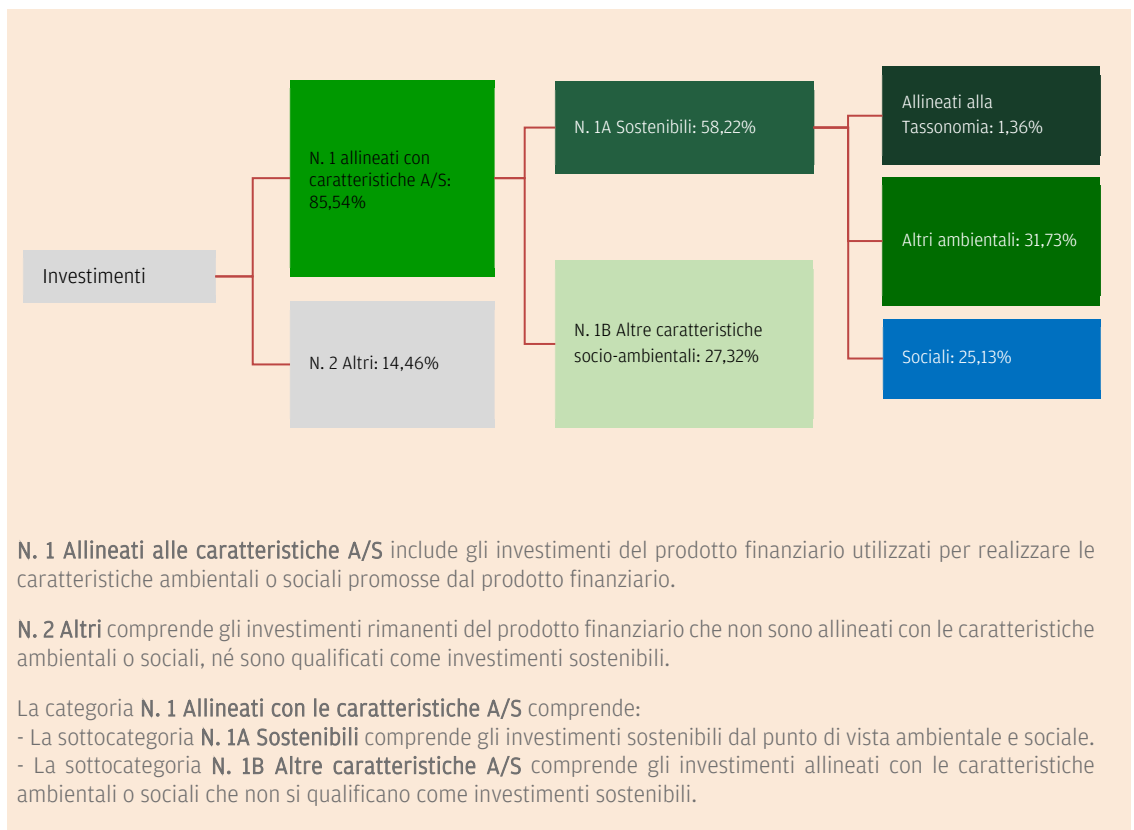 Investimenti
N. 1 allineati con
caratteristiche A/S:
85,54%
N. 2 Altri: 14,46%
N. 1A Sostenibili: 58,22%
N. 1B Altre caratteristiche
socio-ambientali: 27,32%
Allineati alla
Tassonomia: 1,36%
Altri ambientali: 31,73%
Sociali: 25,13%
N. 1 Allineati alle caratteristiche A/S include gli investimenti del prodotto finanziario utilizzati per realizzare le
caratteristiche ambientali o sociali promosse dal prodotto finanziario.
N. 2 Altri comprende gli investimenti rimanenti del prodotto finanziario che non sono allineati con le caratteristiche
ambientali o sociali, né sono qualificati come investimenti sostenibili.
La categoria N. 1 Allineati con le caratteristiche A/S comprende:
- La sottocategoria N. 1A Sostenibili comprende gli investimenti sostenibili dal punto di vista ambientale e sociale.
- La sottocategoria N. 1B Altre caratteristiche A/S comprende gli investimenti allineati con le caratteristiche
ambientali o sociali che non si qualificano come investimenti sostenibili.